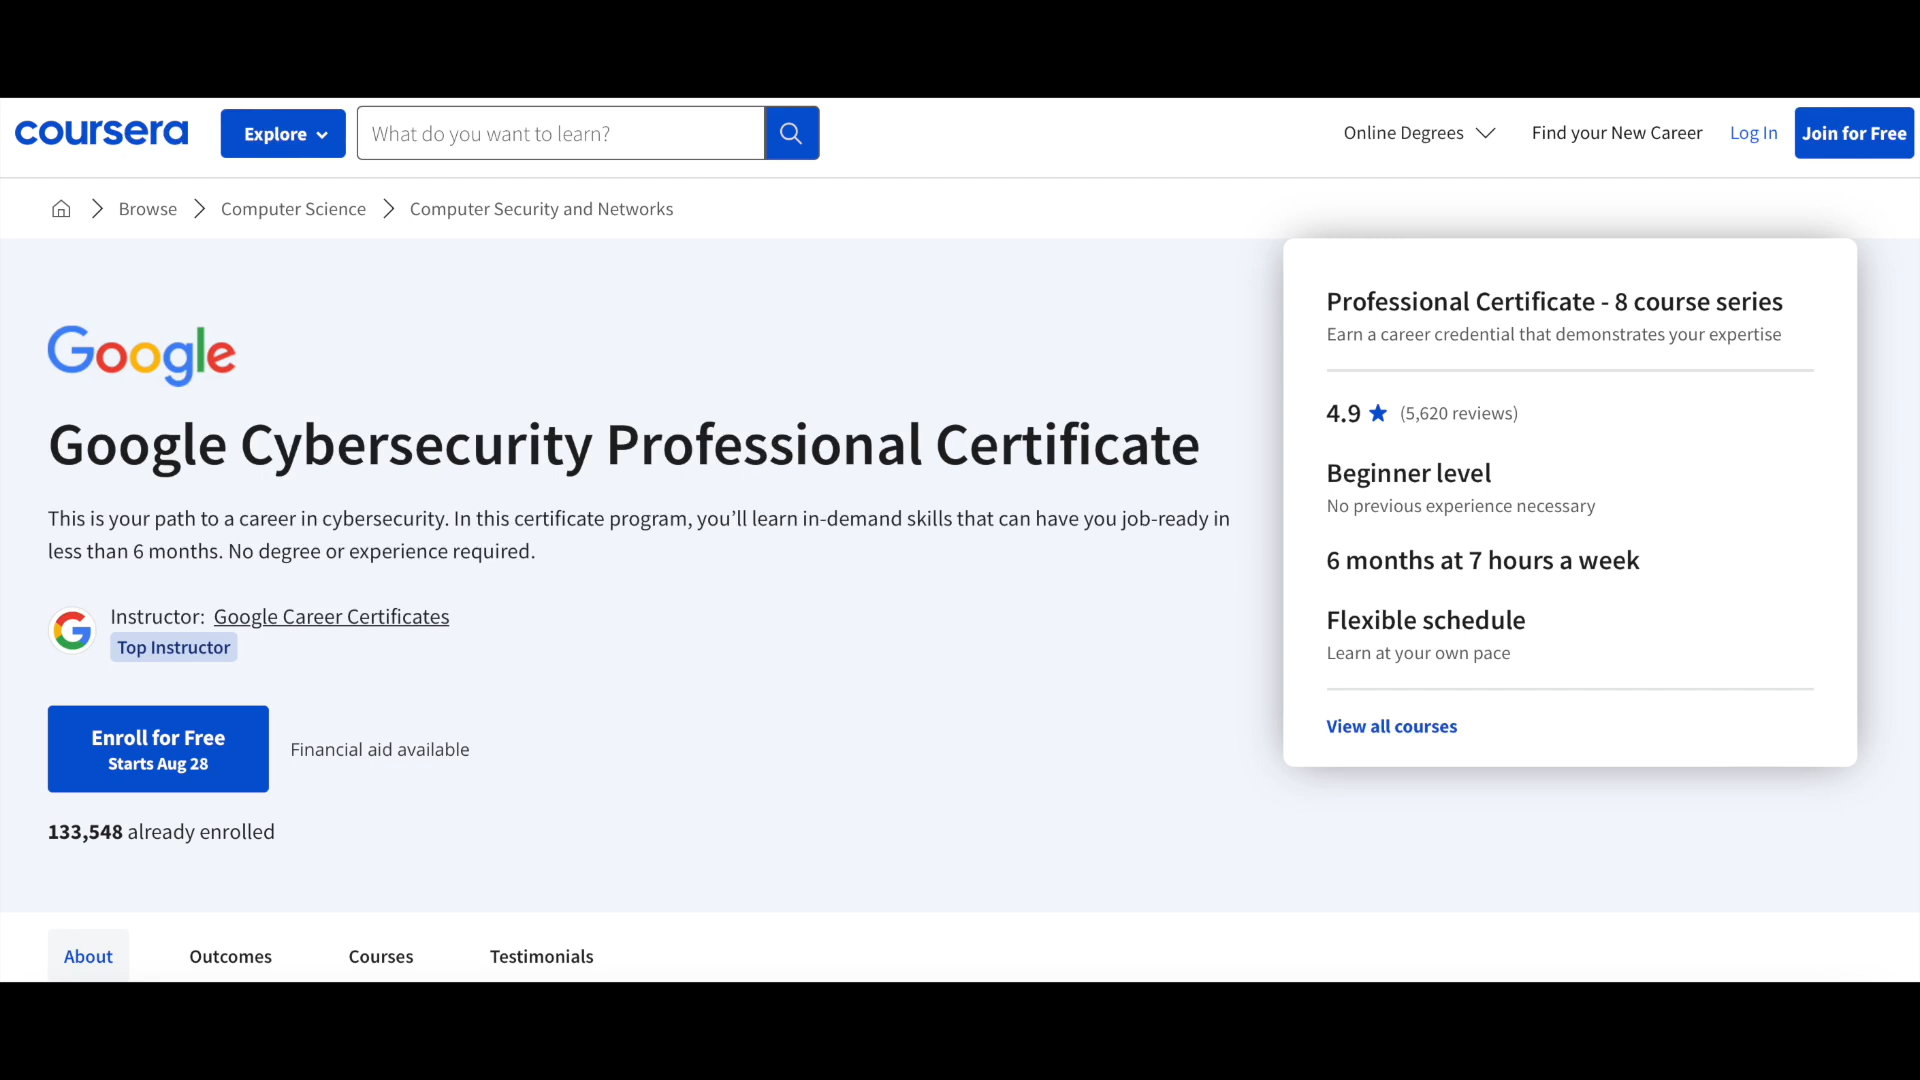 coursera
Explore
What do you want to learn?
Online Degrees
Find your New Career
Log In
Join for Free
Browse
Computer Science
Computer Security and Networks
Google
Google Cybersecurity Professional Certificate
This is your path to a career in cybersecurity. In this certificate program, you’ll learn in-demand skills that can have you job-ready in
less than 6 months. No degree or experience required.
G
Instructor: Google Career Certificates
Top Instructor
Enroll for Free
Starts Aug 28
Financial aid available
133,548 already enrolled
Professional Certificate - 8 course series
Earn a career credential that demonstrates your expertise
4.9 ★ (5,620 reviews)
Beginner level
No previous experience necessary
6 months at 7 hours a week
Flexible schedule
Learn at your own pace
View all courses
About
Outcomes
Courses
Testimonials